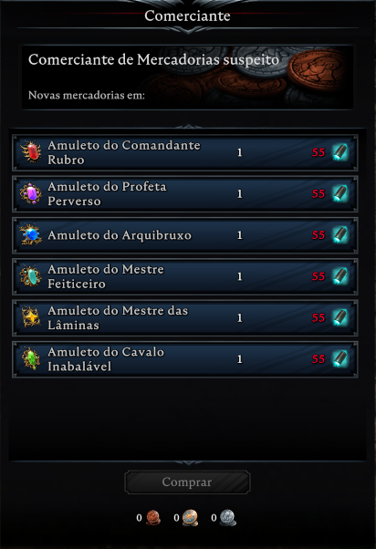 Comerciante
Comerciante de Mercadorias suspeito
Novas mercadorias em:
Amuleto do Comandante
Rubro
1
55
Amuleto do Profeta
Perverso
1
55
Amuleto do Arquibruxo
1
55
Amuleto do Mestre
Feiticeiro
1
55
Amuleto do Mestre das
Lâminas
1
55
Amuleto do Cavalo
Inabalável
1
55
Comprar
0 0 0